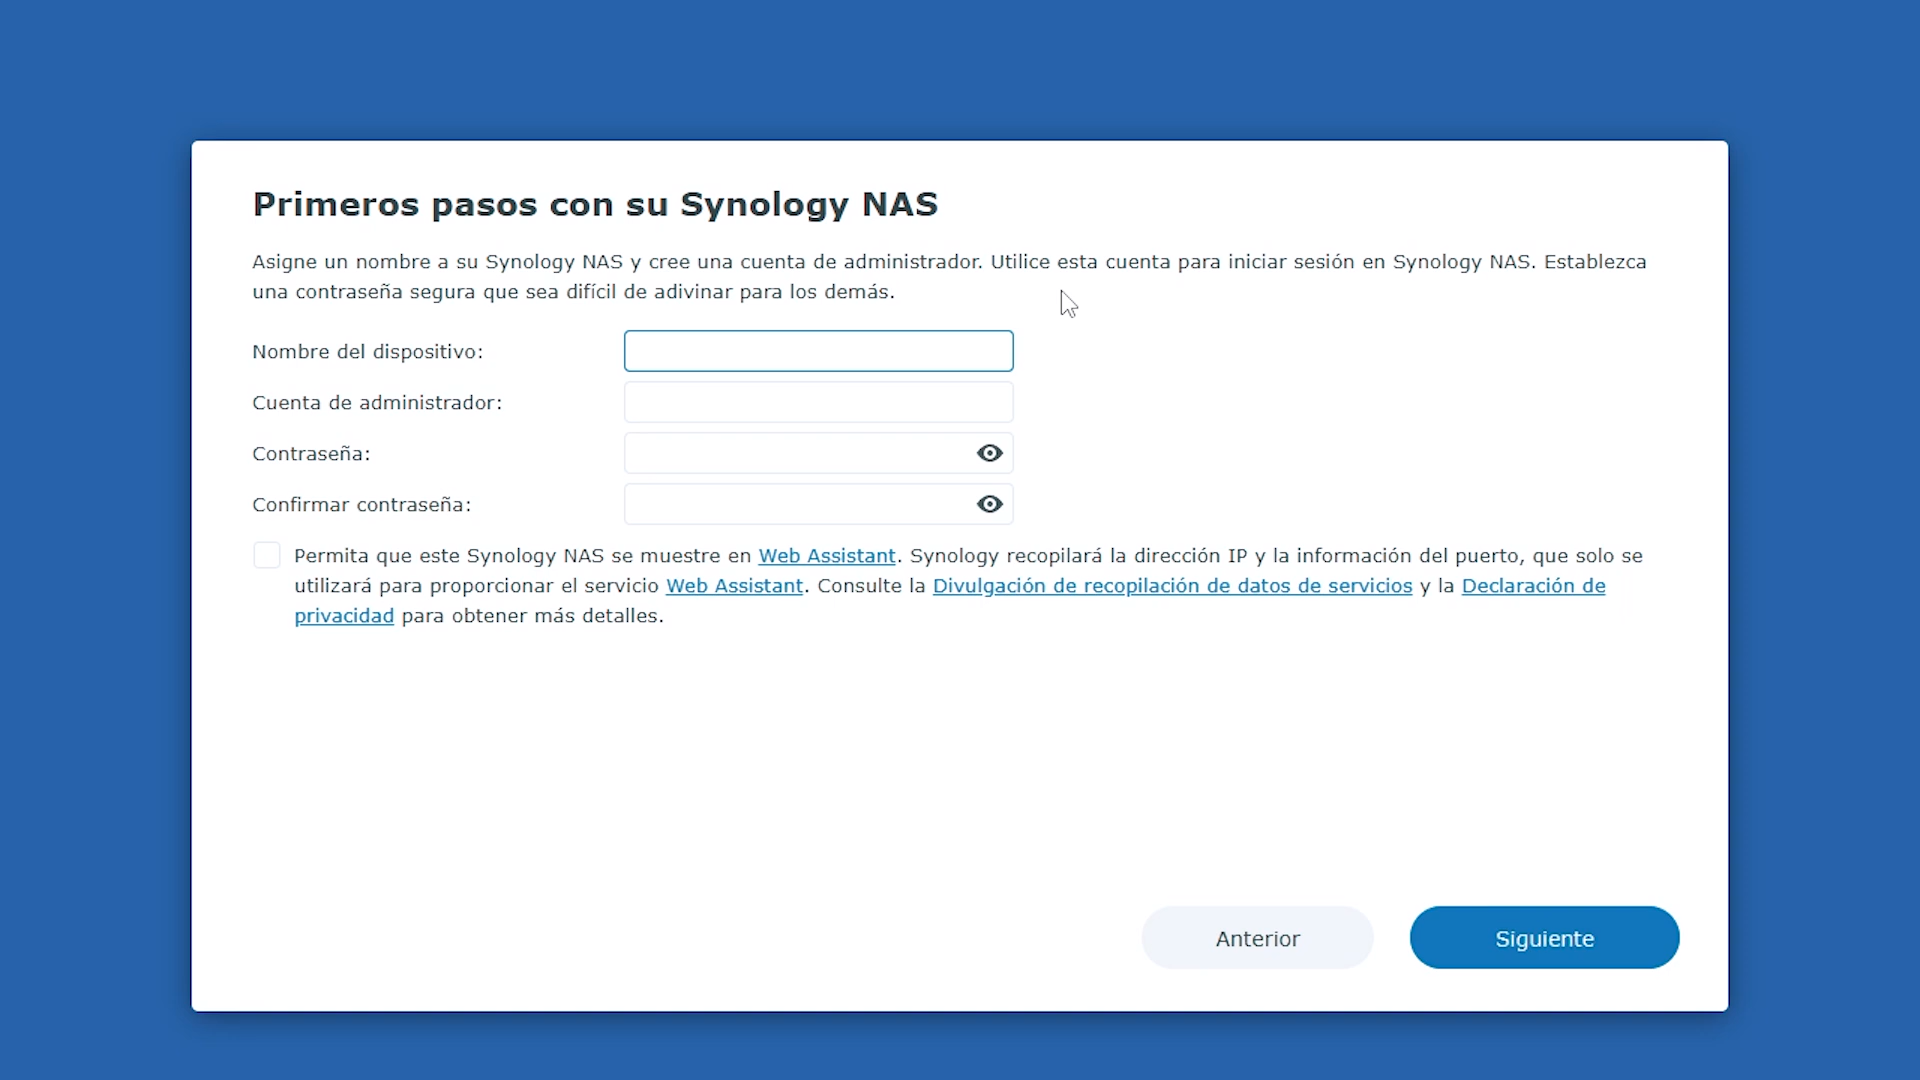 Primeros pasos con su Synology NAS
Asigne un nombre a su Synology NAS y cree una cuenta de administrador. Utilice esta cuenta para iniciar sesión en Synology NAS. Establezca
una contraseña segura que sea difícil de adivinar para los demás.
Nombre del dispositivo:
Cuenta de administrador:
Contraseña:
Confirmar contraseña:
Permita que este Synology NAS se muestre en Web Assistant. Synology recopilará la dirección IP y la información del puerto, que solo se
utilizará para proporcionar el servicio Web Assistant. Consulte la Divulgación de recopilación de datos de servicios y la Declaración de
privacidad para obtener más detalles.
Anterior
Siguiente